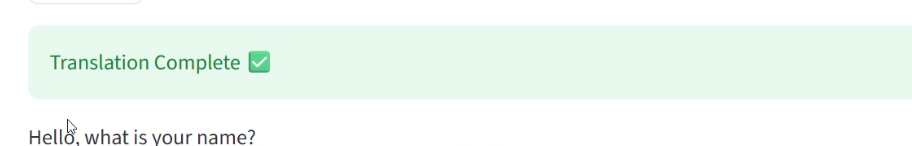 Translation Complete ✅
Hello, what is your name?